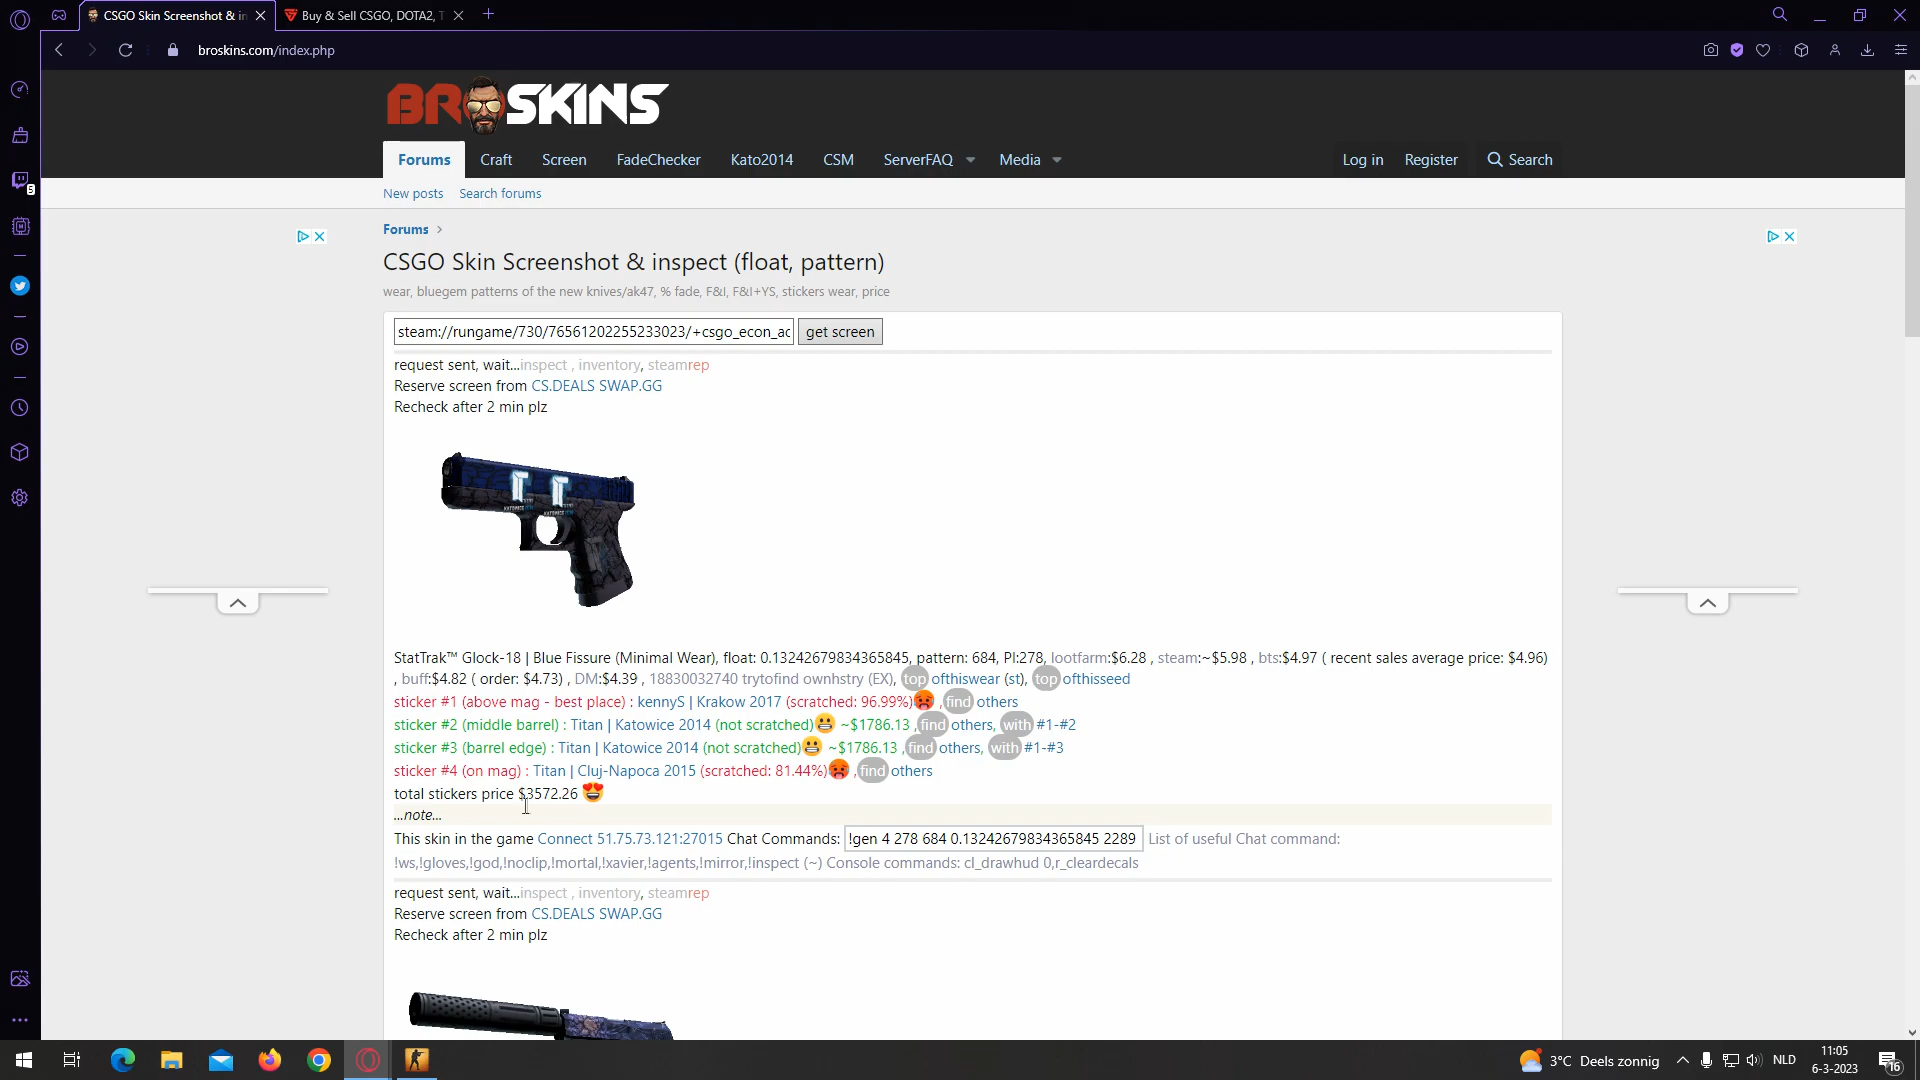 CSGO Skin Screenshot & in
Buy & Sell CSGO, DOTA2, T
broskins.com/index.php
BROSKINS
Forums Craft Screen FadeChecker Kato2014 CSM ServerFAQ Media Log in Register Search
New posts Search forums
Forums
CSGO Skin Screenshot & inspect (float, pattern)
wear, bluegem patterns of the new knives/ak47, % fade, F&I, F&I+YS, stickers wear, price
steam://rungame/730/76561202255233023/+csgo_econ_ac get screen
request sent, wait...inspect , inventory, steamrep
Reserve screen from CS.DEALS SWAP.GG
Recheck after 2 min plz
StatTrak™ Glock-18 | Blue Fissure (Minimal Wear), float: 0.13242679834365845, pattern: 684, PI:278, lootfarm:$6.28 , steam:~$5.98 , bts:$4.97 ( recent sales average price: $4.96)
, buff:$4.82 ( order: $4.73) , DM:$4.39 , 18830032740 trytofind ownhstry (EX), top ofthiswear (st), top ofthisseed
sticker #1 (above mag - best place) : kennyS | Krakow 2017 (scratched: 96.99%) , find others
sticker #2 (middle barrel) : Titan | Katowice 2014 (not scratched) ~$1786.13 , find others, with #1-#2
sticker #3 (barrel edge) : Titan | Katowice 2014 (not scratched) ~$1786.13 , find others, with #1-#3
sticker #4 (on mag) : Titan | Cluj-Napoca 2015 (scratched: 81.44%) , find others
total stickers price $3572.26
...note...
This skin in the game Connect 51.75.73.121:27015 Chat Commands: !gen 4 278 684 0.13242679834365845 2289 List of useful Chat command:
!ws,!gloves,!god,!noclip,!mortal,!xavier,!agents,!mirror,!inspect (~) Console commands: cl_drawhud 0,r_cleardecals
request sent, wait...inspect , inventory, steamrep
Reserve screen from CS.DEALS SWAP.GG
Recheck after 2 min plz
3°C Deels zonnig NLD
11:05
6-3-2023
16
5